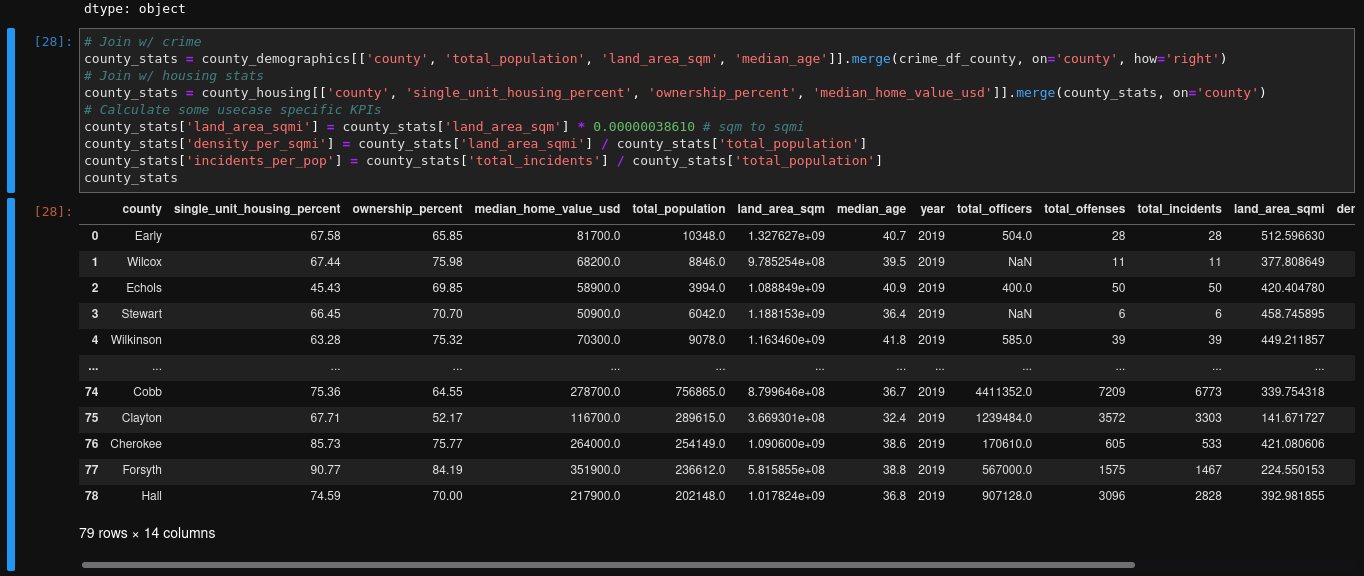 dtype: object
[28]: # Join w/ crime
county_stats = county_demographics[['county', 'total_population', 'land_area_sqm', 'median_age']].merge(crime_df_county, on='county', how='right')
# Join w/ housing stats
county_stats = county_housing[['county', 'single_unit_housing_percent', 'ownership_percent', 'median_home_value_usd']].merge(county_stats, on='county')
# Calculate some usecase specific KPIs
county_stats['land_area_sqmi'] = county_stats['land_area_sqm'] * 0.00000038610 # sqm to sqmi
county_stats['density_per_sqmi'] = county_stats['land_area_sqmi'] / county_stats['total_population']
county_stats['incidents_per_pop'] = county_stats['total_incidents'] / county_stats['total_population']
county_stats
[28]: county single_unit_housing_percent ownership_percent median_home_value_usd total_population land_area_sqm median_age year total_officers total_offenses total_incidents land_area_sqmi der
0 Early 67.58 65.85 81700.0 10348.0 1.327627e+09 40.7 2019 504.0 28 28 512.596630
1 Wilcox 67.44 75.98 68200.0 8846.0 9.785254e+08 39.5 2019 NaN 11 11 377.808649
2 Echols 45.43 69.85 58900.0 3994.0 1.088849e+09 40.9 2019 400.0 50 50 420.404780
3 Stewart 66.45 70.70 50900.0 6042.0 1.188153e+09 36.4 2019 NaN 6 6 458.745895
4 Wilkinson 63.28 75.32 70300.0 9078.0 1.163460e+09 41.8 2019 585.0 39 39 449.211857
... ... ... ... ... ... ... ... ... ... ... ... ...
74 Cobb 75.36 64.55 278700.0 756865.0 8.799646e+08 36.7 2019 4411352.0 7209 6773 339.754318
75 Clayton 67.71 52.17 116700.0 289615.0 3.669301e+08 32.4 2019 1239484.0 3572 3303 141.671727
76 Cherokee 85.73 75.77 264000.0 254149.0 1.090600e+09 38.6 2019 170610.0 605 533 421.080606
77 Forsyth 90.77 84.19 351900.0 236612.0 5.815855e+08 38.8 2019 567000.0 1575 1467 224.550153
78 Hall 74.59 70.00 217900.0 202148.0 1.017824e+09 36.8 2019 907128.0 3096 2828 392.981855
79 rows × 14 columns